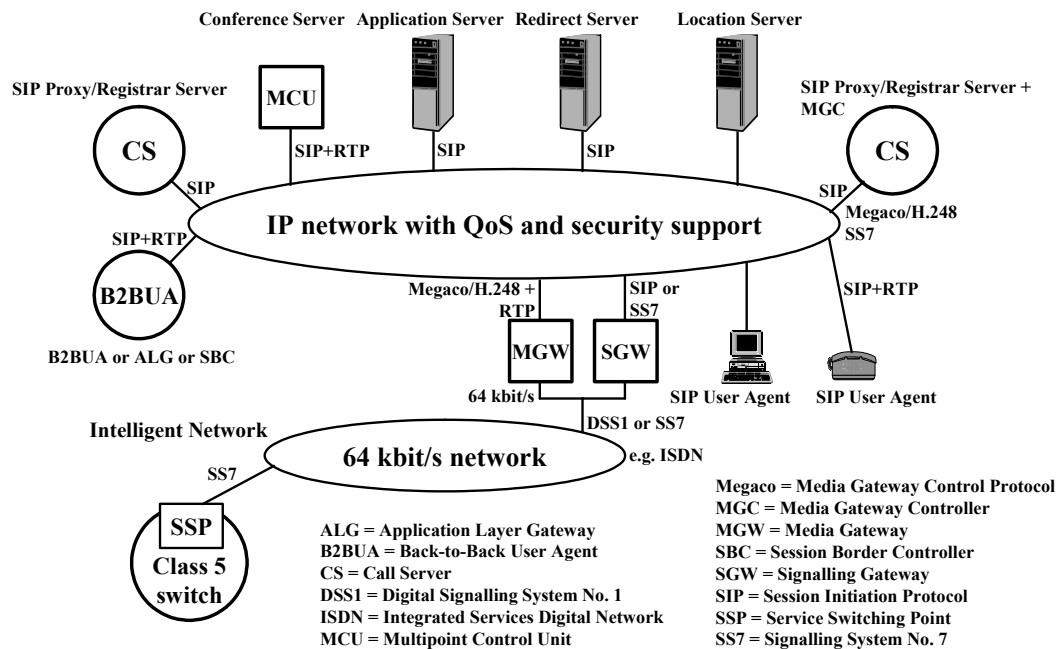 Conference Server
Application Server
Redirect Server
Location Server
SIP Proxy/Registrar Server
MCU
SIP Proxy/Registrar Server +
MGC
CS
CS
SIP+RTP
SIP
SIP
SIP
SIP
IP network with QoS and security support
Megaco/H.248
SS7
SIP+RTP
B2BUA
B2BUA or ALG or SBC
Megaco/H.248 +
RTP
SIP or
SS7
SIP+RTP
MGW
SGW
64 kbit/s
SIP User Agent
SIP User Agent
DSS1 or SS7
Intelligent Network
64 kbit/s network
e.g. ISDN
SS7
SSP
Class 5
switch
ALG = Application Layer Gateway
B2BUA = Back-to-Back User Agent
CS = Call Server
DSS1 = Digital Signalling System No. 1
ISDN = Integrated Services Digital Network
MCU = Multipoint Control Unit
Megaco = Media Gateway Control Protocol
MGC = Media Gateway Controller
MGW = Media Gateway
SBC = Session Border Controller
SGW = Signalling Gateway
SIP = Session Initiation Protocol
SSP = Service Switching Point
SS7 = Signalling System No. 7